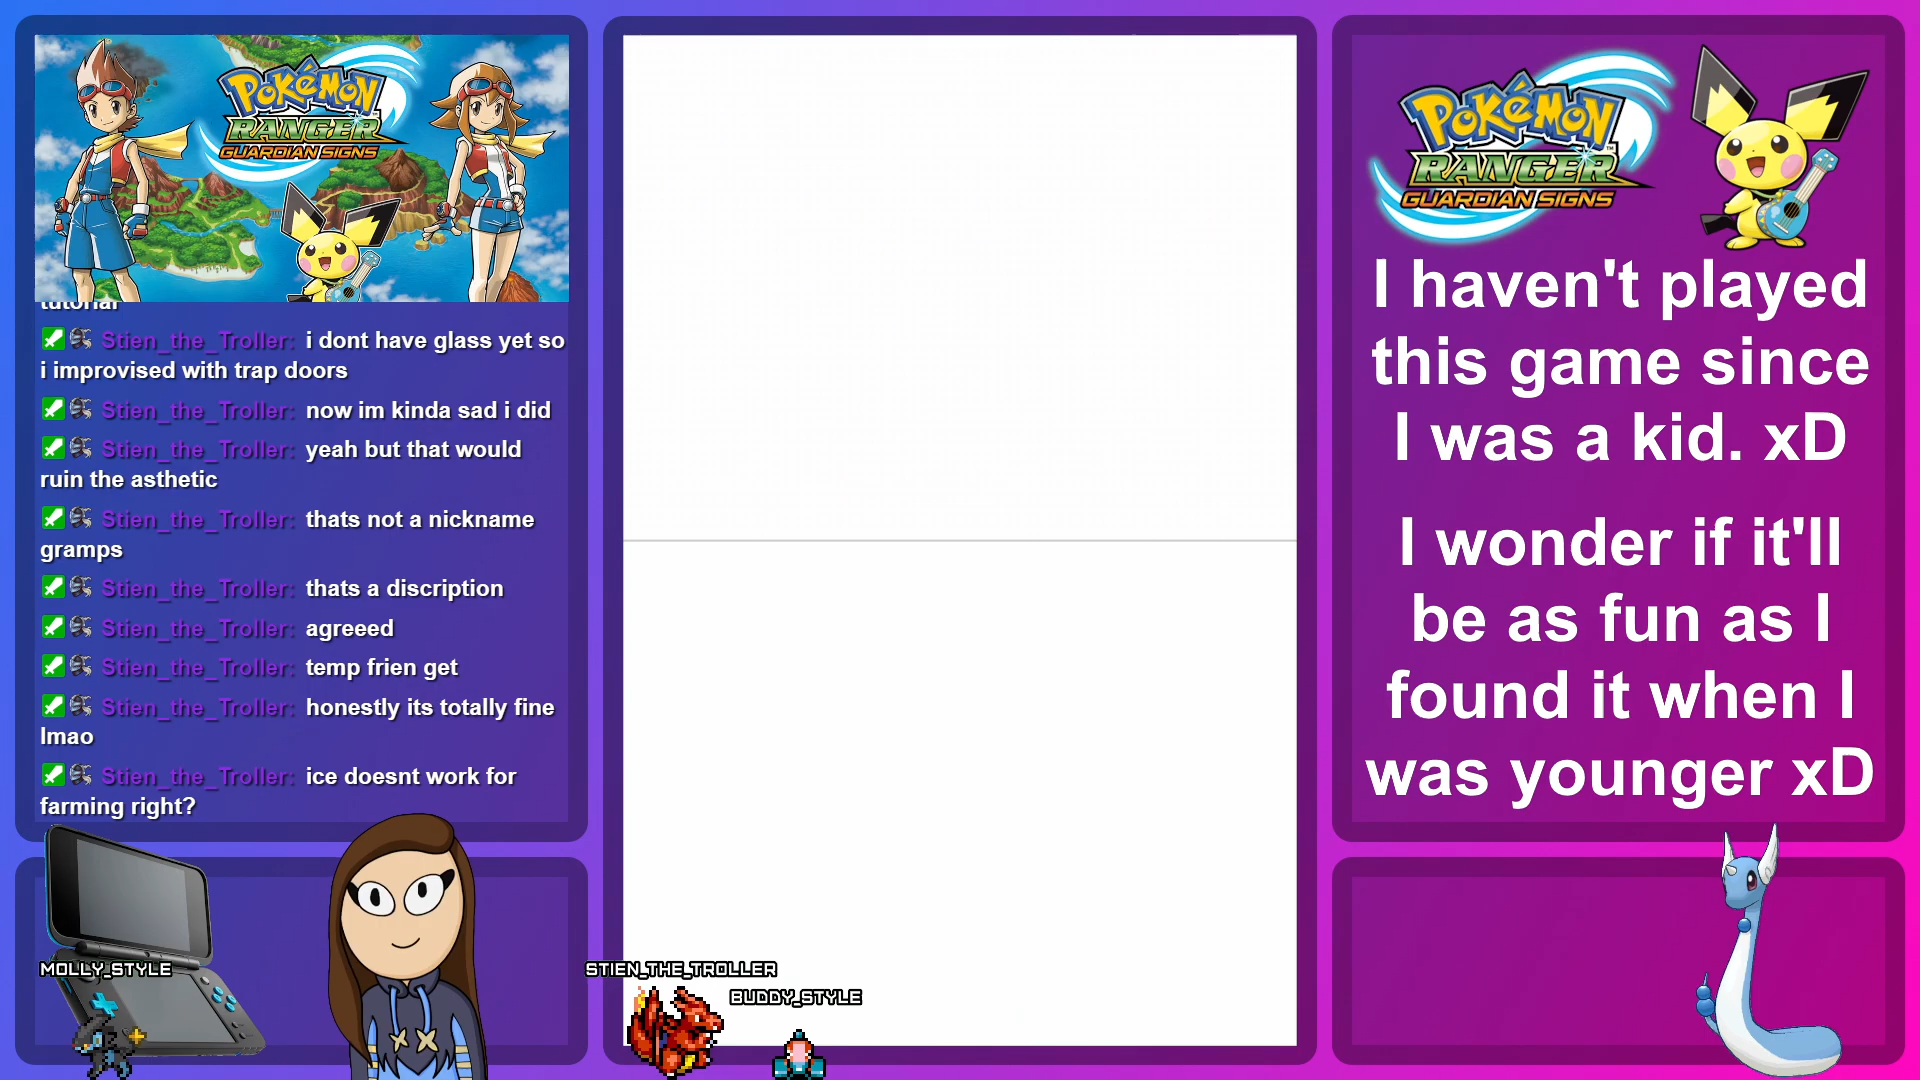 POKéMON
RANGER
GUARDIAN SIGNS
tutorial
Stien_the_Troller: i dont have glass yet so
i improvised with trap doors
Stien_the_Troller: now im kinda sad i did
Stien_the_Troller: yeah but that would
ruin the asthetic
Stien_the_Troller: thats not a nickname
gramps
Stien_the_Troller: thats a discription
Stien_the_Troller: agreeed
Stien_the_Troller: temp frien get
Stien_the_Troller: honestly its totally fine
lmao
Stien_the_Troller: ice doesnt work for
farming right?
MOLLY_STYLE
STIEN_THE_TROLLER
BUDDY_STYLE
POKéMON
RANGER
GUARDIAN SIGNS
I haven't played
this game since
I was a kid. xD
I wonder if it'll
be as fun as I
found it when I
was younger xD